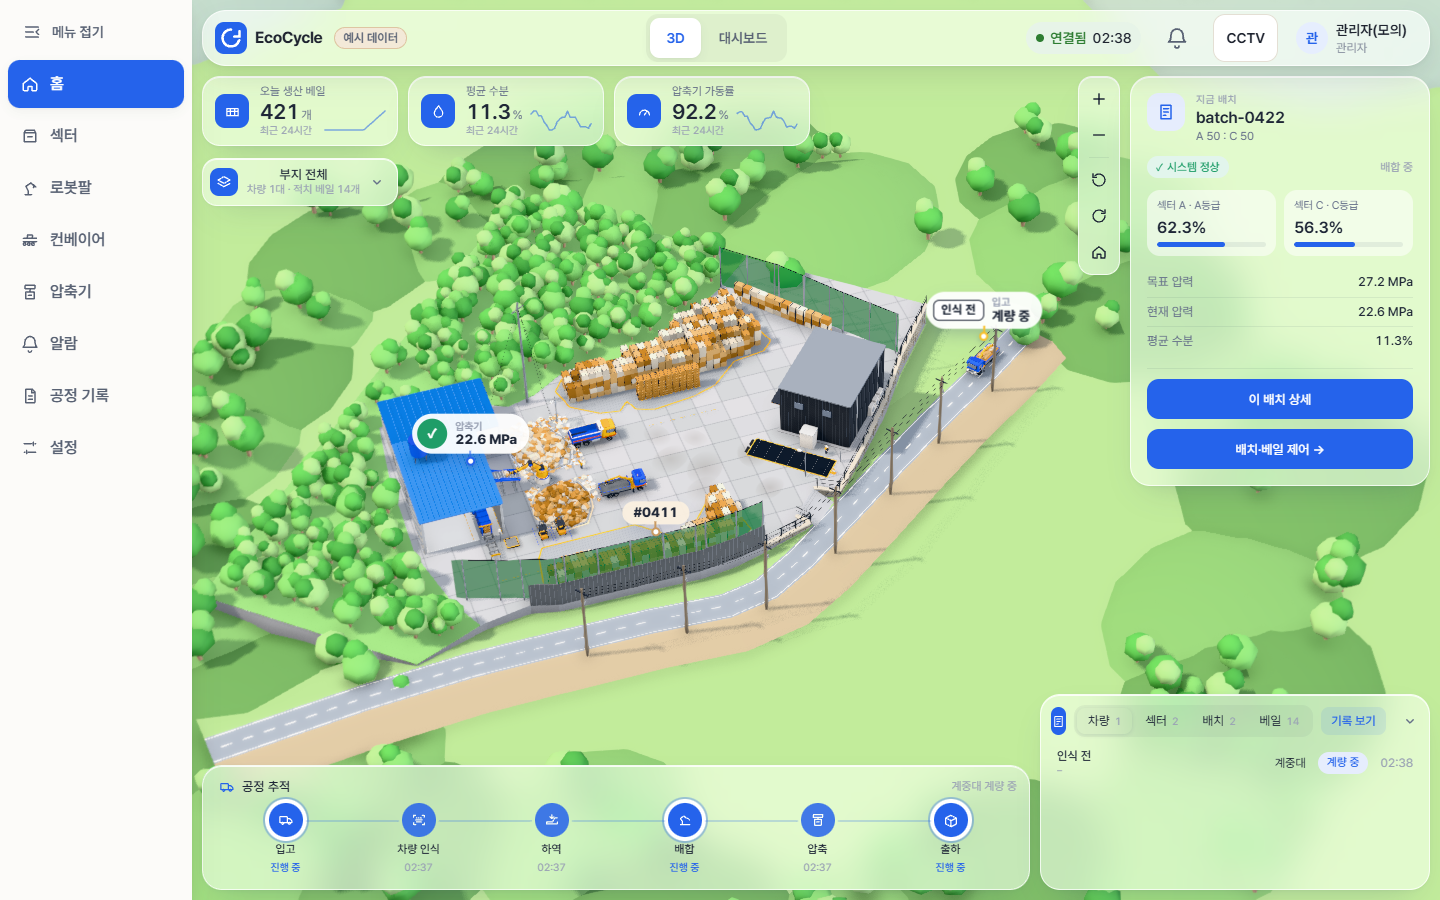 메뉴 접기
홈
섹터
로봇팔
컨베이어
압축기
알람
공정 기록
설정
EcoCycle 예시 데이터
3D 대시보드
연결됨 02:38
CCTV
관 관리자(모의)
관리자
오늘 생산 베일
421개
최근 24시간
평균 수분
11.3%
최근 24시간
압축기 가동률
92.2%
최근 24시간
부지 전체
차량 1대 · 적치 베일 14개
지금 배치
batch-0422
A 50 : C 50
✓ 시스템 정상 배합 중
섹터 A · A등급
62.3%
섹터 C · C등급
56.3%
목표 압력 27.2 MPa
현재 압력 22.6 MPa
평균 수분 11.3%
이 배치 상세
배치·베일 제어 →
인식 전 입고
계량 중
압축기
22.6 MPa
#0411
공정 추적 계중대 계량 중
입고
진행 중
차량 인식
02:37
하역
02:37
배합
진행 중
압축
02:37
출하
진행 중
차량 1 섹터 2 배치 2 베일 14 기록 보기
인식 전
–
계중대 계량 중 02:38